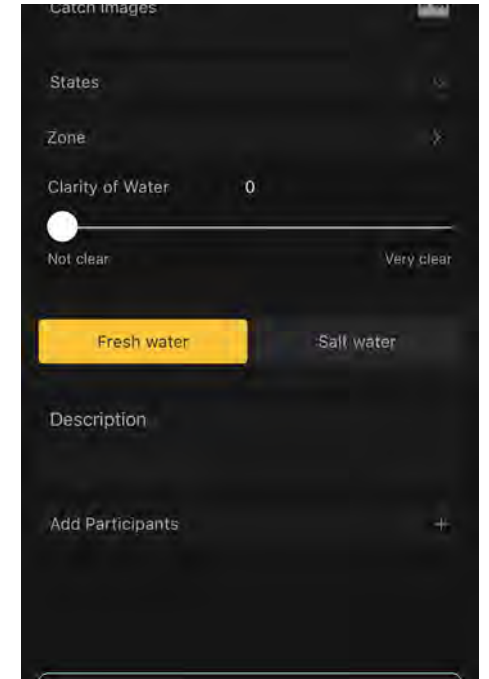 Catch Images
States
Zone
Clarity of Water 0
Not clear Very clear
Fresh water Salt water
Description
Add Participants +